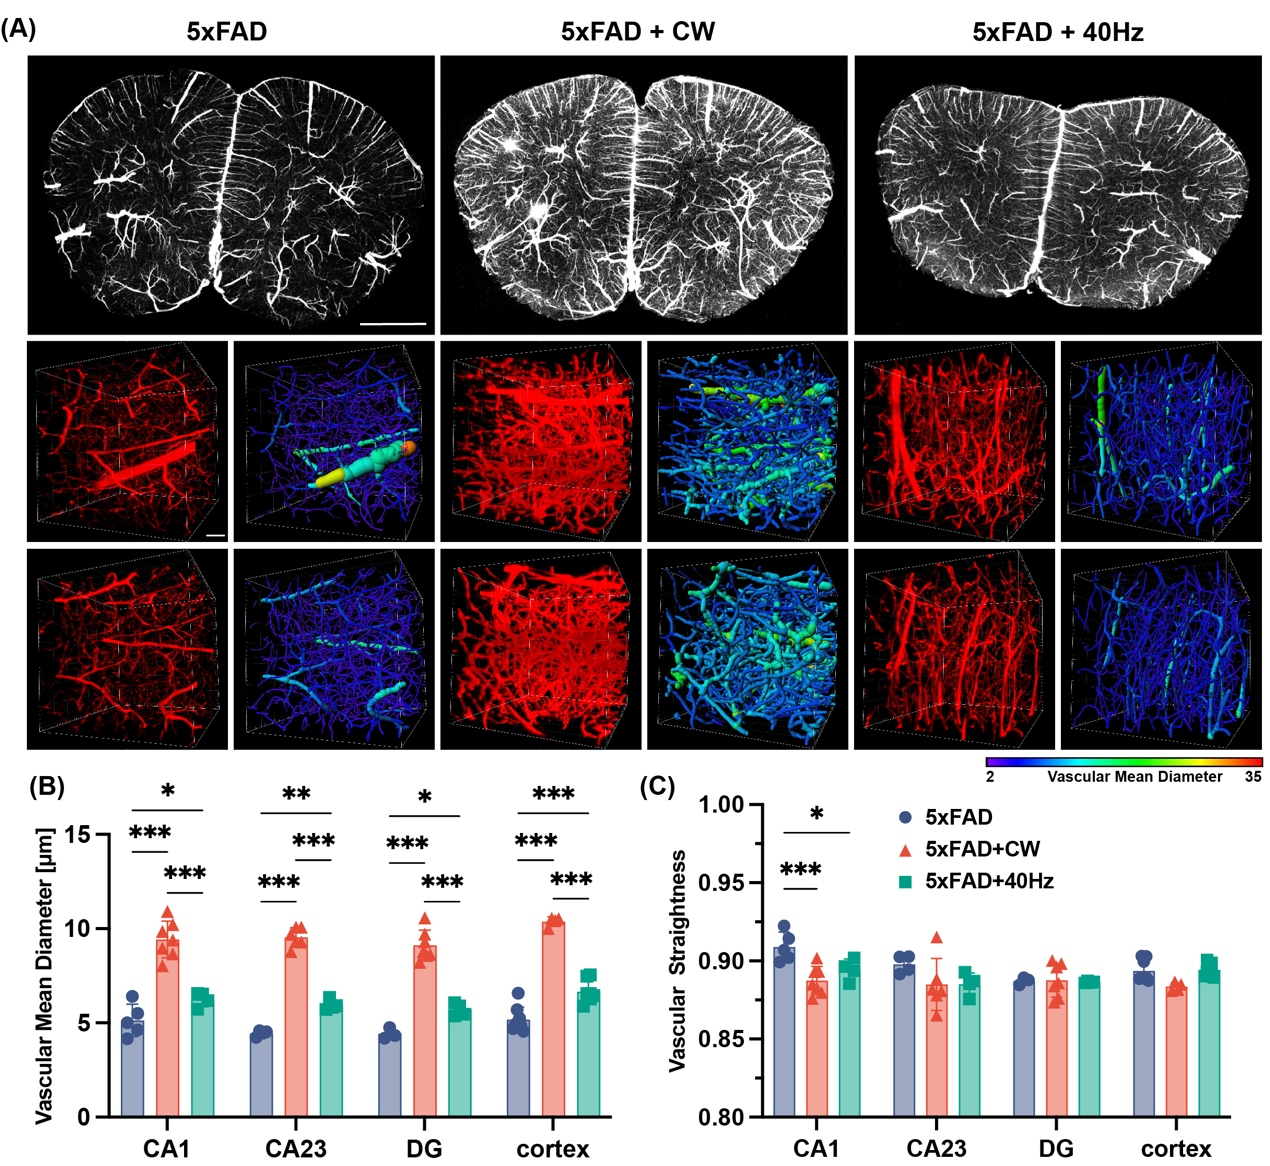 (A)
5xFAD
5xFAD + CW
5xFAD + 40Hz
2 Vascular Mean Diameter 35
(B)
Vascular Mean Diameter [µm]
15
10
5
0
* ** * ***
*** *** *** ***
*** *** *** ***
CA1 CA23 DG cortex
(C)
Vascular Straightness
1.00
0.95
0.90
0.85
0.80
*
***
5xFAD
5xFAD+CW
5xFAD+40Hz
CA1 CA23 DG cortex